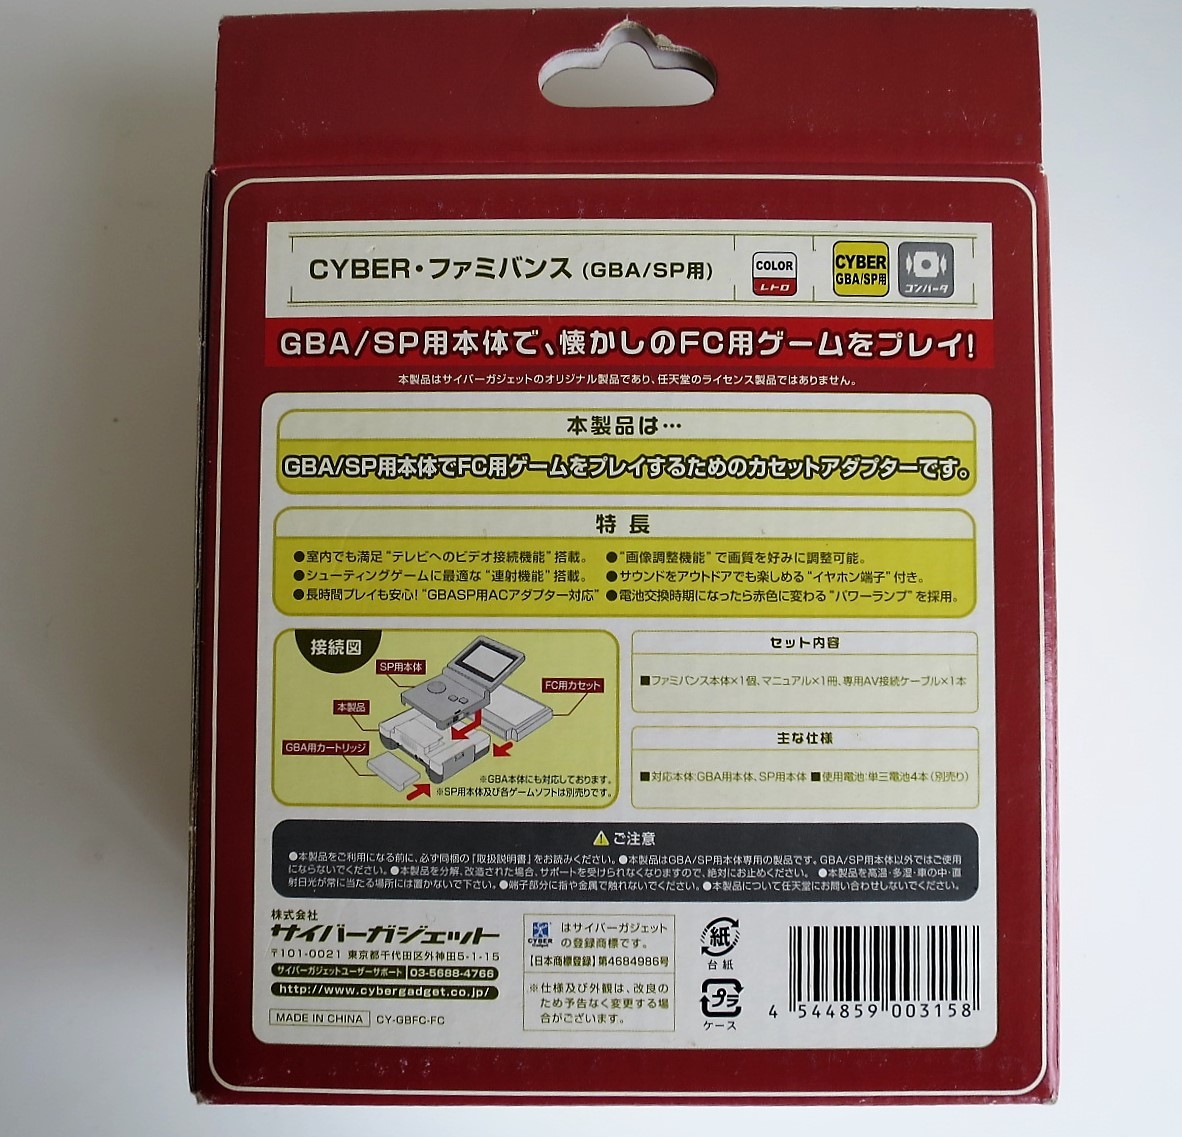 CYBER・ファミバンス (GBA/SP用)
COLOR
レトロ
CYBER
GBA/SP用
コンバータ
GBA/SP用本体で、懐かしのFC用ゲームをプレイ!
本製品はサイバーガジェットのオリジナル製品であり、任天堂のライセンス製品ではありません。
本製品は…
GBA/SP用本体でFC用ゲームをプレイするためのカセットアダプターです。
特長
●室内でも満足“テレビへのビデオ接続機能”搭載。
●シューティングゲームに最適な“連射機能”搭載。
●長時間プレイも安心!“GBASP用ACアダプター対応”
●“画像調整機能”で画質を好みに調整可能。
●サウンドをアウトドアでも楽しめる“イヤホン端子”付き。
●電池交換時期になったら赤色に変わる“パワーランプ”を採用。
接続図
SP用本体
FC用カセット
本製品
GBA用カートリッジ
※GBA本体にも対応しております。
※SP用本体及び各ゲームソフトは別売りです。
セット内容
■ファミバンス本体×1個、マニュアル×1冊、専用AV接続ケーブル×1本
主な仕様
■対応本体:GBA用本体、SP用本体 ■使用電池:単三電池4本(別売り)
ご注意
●本製品をご利用になる前に、必ず同梱の『取扱説明書』をお読みください。●本製品はGBA/SP用本体専用の製品です。GBA/SP用本体以外ではご使用
にならないでください。●本製品を分解、改造された場合、サポートを受けられなくなりますので、絶対にお止めください。 ●本製品を高温・多湿・車の中・直
射日光が常に当たる場所には置かないで下さい。●端子部分に指や金属で触れないでください。●本製品について任天堂にお問い合わせしないでください。
株式会社
サイバーガジェット
〒101-0021 東京都千代田区外神田5-1-15
サイバーガジェットユーザーサポート 03-5688-4766
http://www.cybergadget.co.jp/
MADE IN CHINA CY-GBFC-FC
CYBER
はサイバーガジェット
の登録商標です。
【日本商標登録】第4684986号
※仕様及び外観は、改良の
ため予告なく変更する場
合がございます。
紙
台紙
プラ
ケース
4 544859 003158